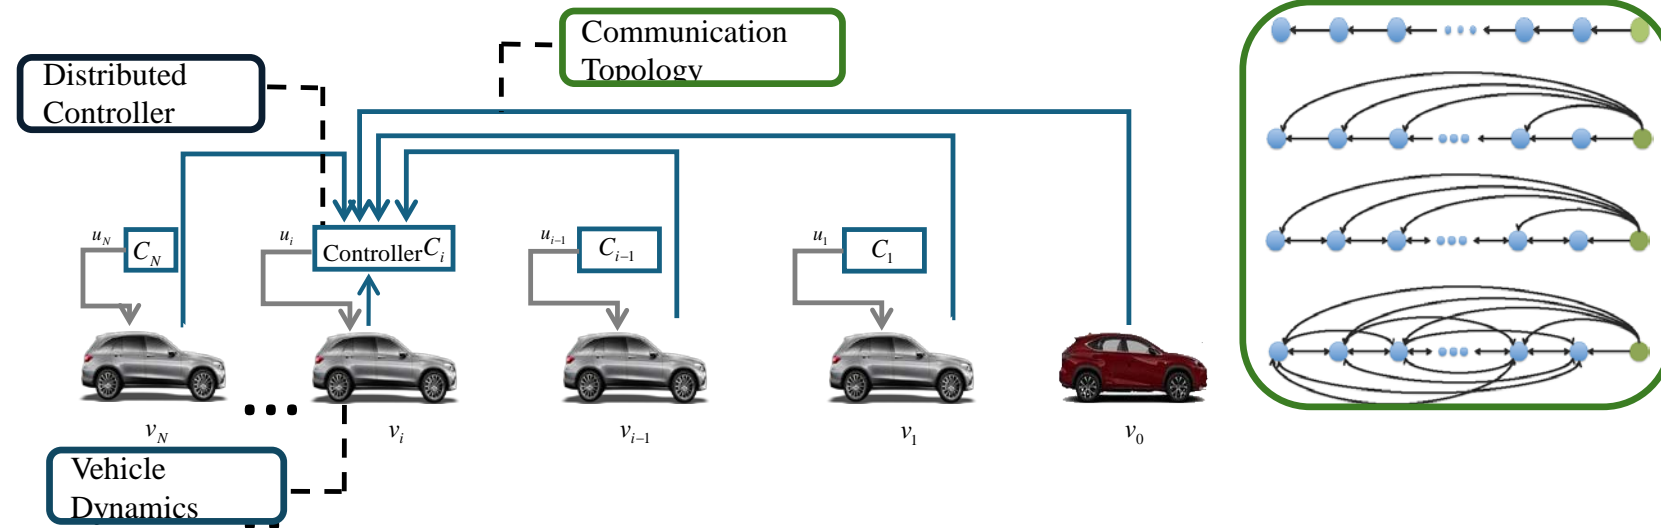 Communication
Topology
Distributed
Controller
u_N
C_N
u_i
Controller C_i
u_{i-1}
C_{i-1}
u_1
C_1
v_N
v_i
v_{i-1}
v_1
v_0
Vehicle
Dynamics